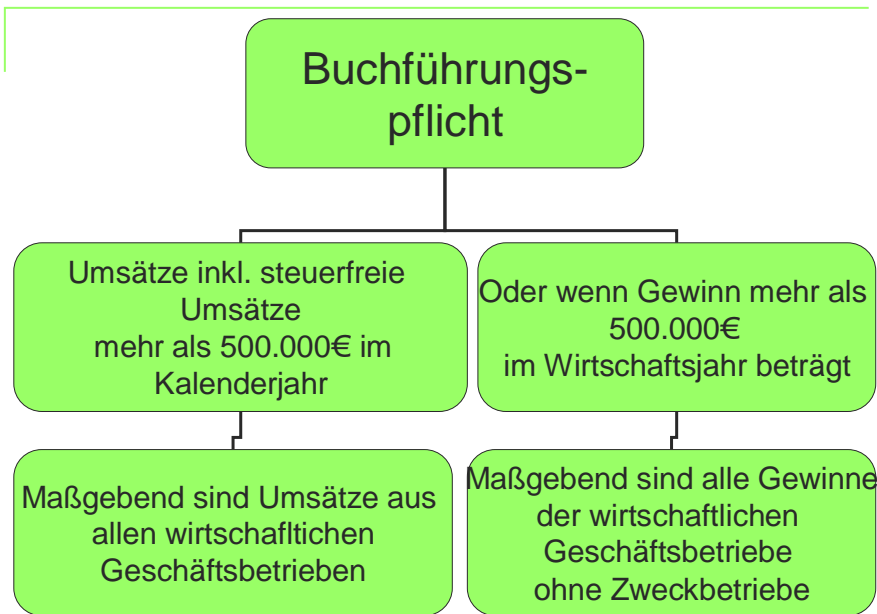 Buchführungs-
pflicht
Umsätze inkl. steuerfreie
Umsätze
mehr als 500.000€ im
Kalenderjahr
Oder wenn Gewinn mehr als
500.000€
im Wirtschaftsjahr beträgt
Maßgebend sind Umsätze aus
allen wirtschafltichen
Geschäftsbetrieben
Maßgebend sind alle Gewinne
der wirtschaftlichen
Geschäftsbetriebe
ohne Zweckbetriebe